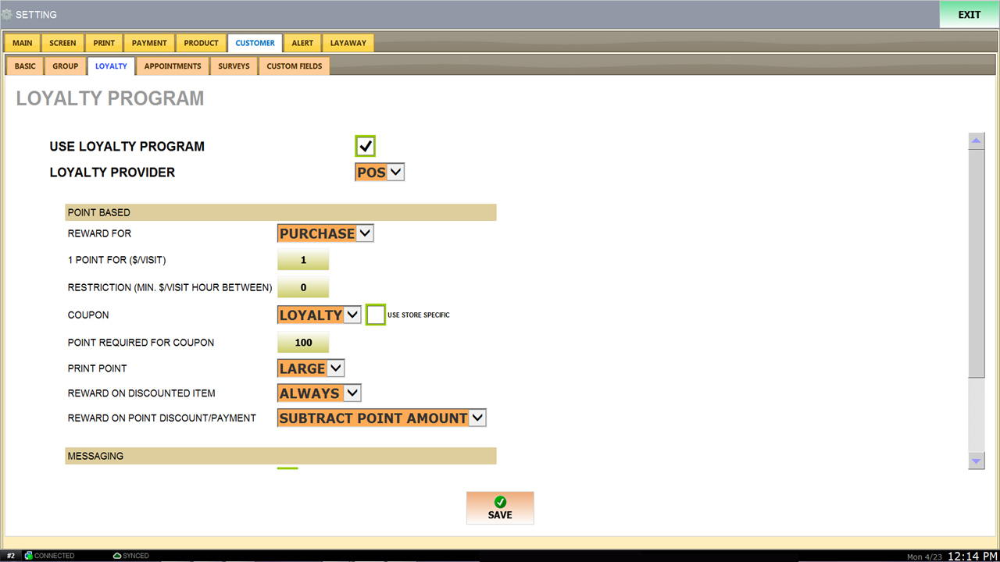 SETTING
EXIT
MAIN SCREEN PRINT PAYMENT PRODUCT CUSTOMER ALERT LAYAWAY
BASIC GROUP LOYALTY APPOINTMENTS SURVEYS CUSTOM FIELDS
LOYALTY PROGRAM
USE LOYALTY PROGRAM
LOYALTY PROVIDER POS
POINT BASED
REWARD FOR PURCHASE
1 POINT FOR ($/VISIT) 1
RESTRICTION (MIN. $/VISIT HOUR BETWEEN) 0
COUPON LOYALTY USE STORE SPECIFIC
POINT REQUIRED FOR COUPON 100
PRINT POINT LARGE
REWARD ON DISCOUNTED ITEM ALWAYS
REWARD ON POINT DISCOUNT/PAYMENT SUBTRACT POINT AMOUNT
MESSAGING
SAVE
#2 CONNECTED SYNCED Mon 4/23 12:14 PM